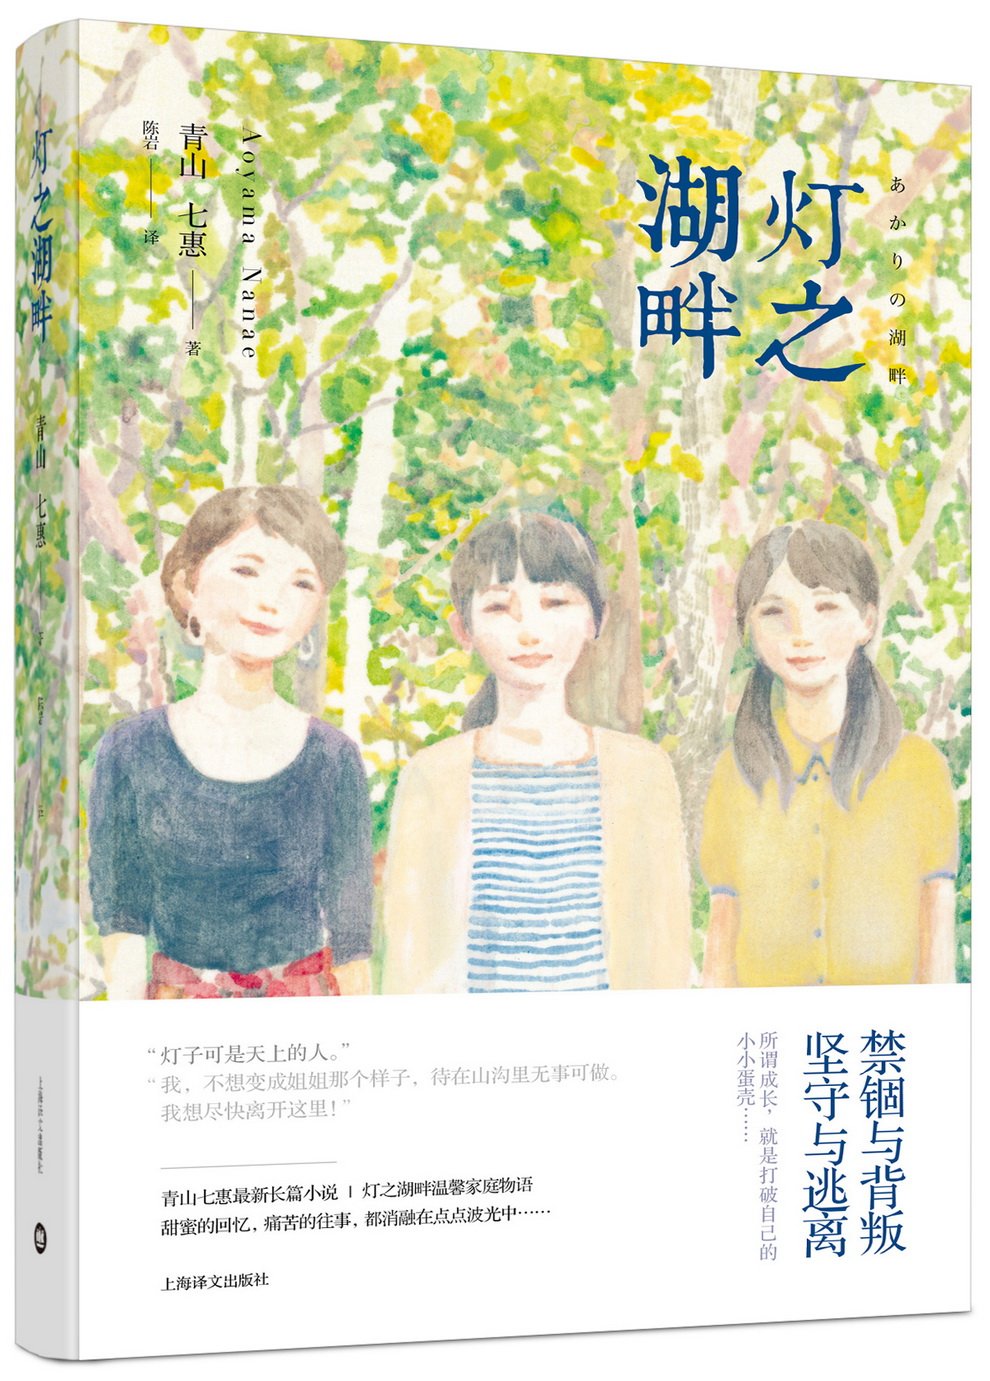 あかりの湖畔
灯之
湖畔
Aoyama Nanae
青山 七惠——著
陈岩——译
“灯子可是天上的人。”
“我，不想变成姐姐那个样子，待在山沟里无事可做。
我想尽快离开这里！”
青山七惠最新长篇小说 | 灯之湖畔温馨家庭物语
甜蜜的回忆，痛苦的往事，都消融在点点波光中……
上海译文出版社
禁锢与背叛
坚守与逃离
所谓成长，就是打破自己的
小小蛋壳……
灯之湖畔
青山 七惠
上海译文出版社